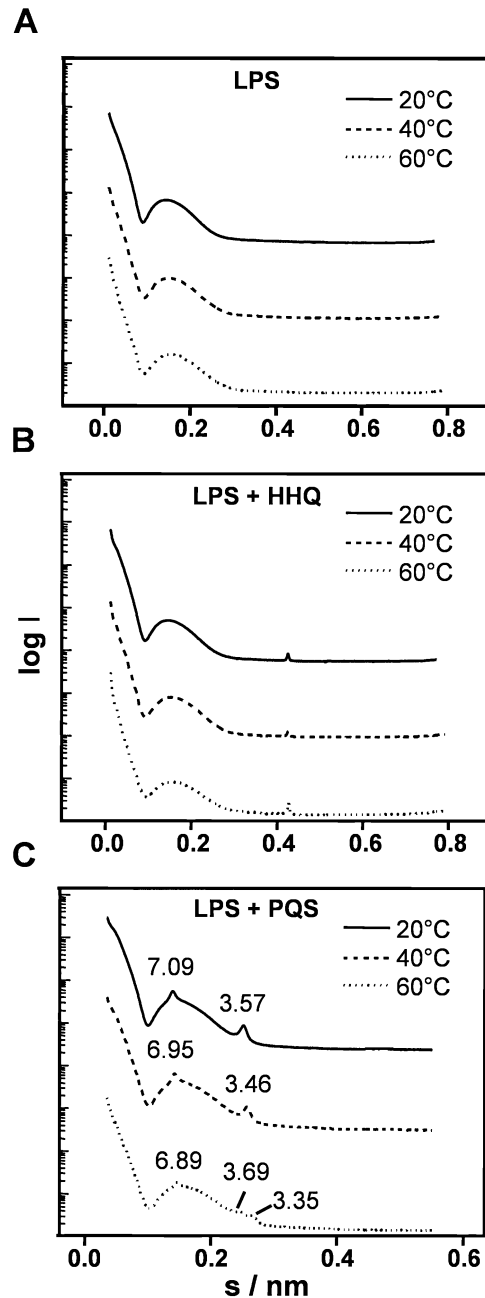 A
LPS
20°C
40°C
60°C
0.0 0.2 0.4 0.6 0.8
B
LPS + HHQ
20°C
40°C
60°C
log I
0.0 0.2 0.4 0.6 0.8
C
LPS + PQS
20°C
40°C
60°C
7.09
3.57
6.95
3.46
6.89
3.69
3.35
0.0 0.2 0.4 0.6
s / nm